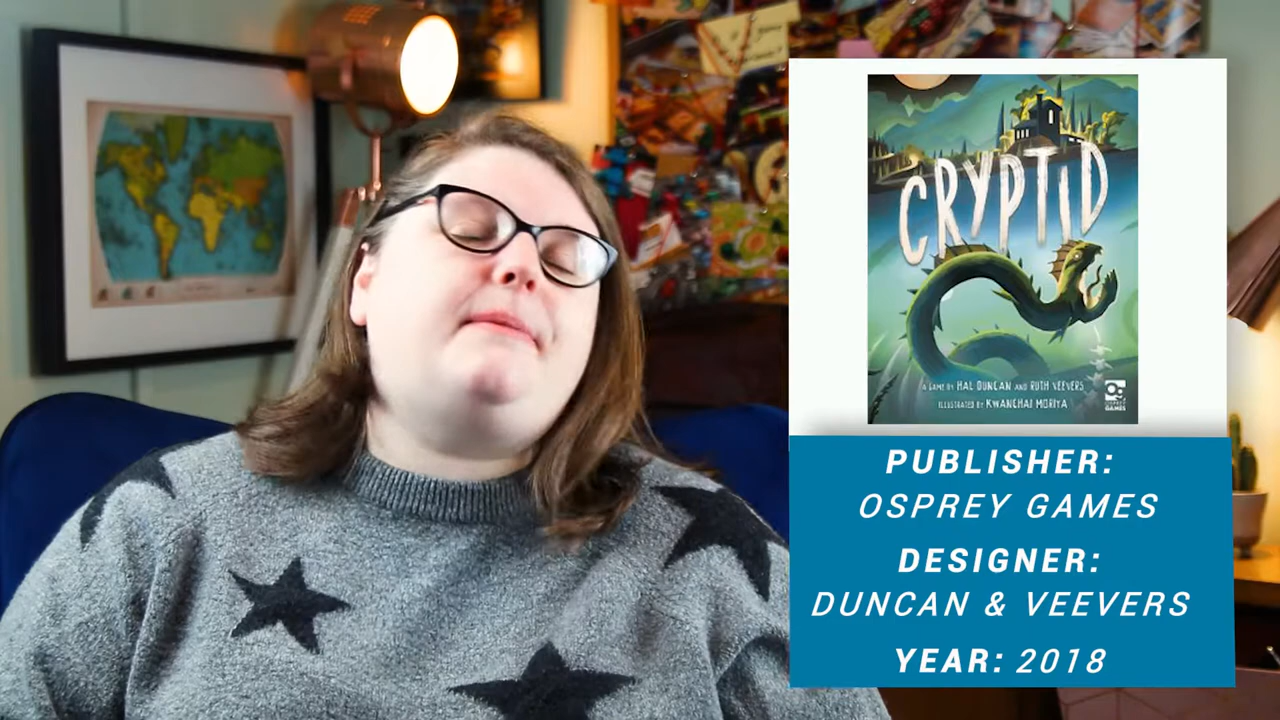 CRYPTID
A GAME BY HAL DUNCAN AND RUTH VEEVERS
ILLUSTRATED BY KWANCHAI MORIYA
OSPREY
GAMES
PUBLISHER:
OSPREY GAMES
DESIGNER:
DUNCAN & VEEVERS
YEAR: 2018